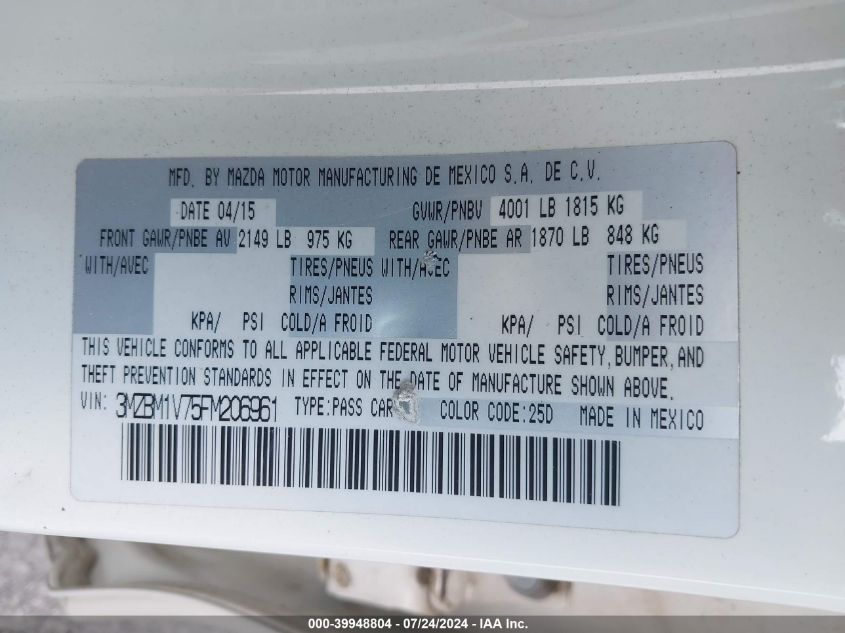 MFD. BY MAZDA MOTOR MANUFACTURING DE MEXICO S.A. DE C.V.
DATE 04/15 GVWR/PNBV 4001 LB 1815 KG
FRONT GAWR/PNBE AV 2149 LB 975 KG REAR GAWR/PNBE AR 1870 LB 848 KG
WITH/AVEC TIRES/PNEUS WITH/AVEC TIRES/PNEUS
RIMS/JANTES RIMS/JANTES
KPA/ PSI COLD/A FROID KPA/ PSI COLD/A FROID
THIS VEHICLE CONFORMS TO ALL APPLICABLE FEDERAL MOTOR VEHICLE SAFETY, BUMPER, AND
THEFT PREVENTION STANDARDS IN EFFECT ON THE DATE OF MANUFACTURE SHOWN ABOVE.
VIN: 3MZBM1V75FM206961 TYPE:PASS CAR COLOR CODE:25D MADE IN MEXICO
000-39948804 - 07/24/2024 - IAA Inc.